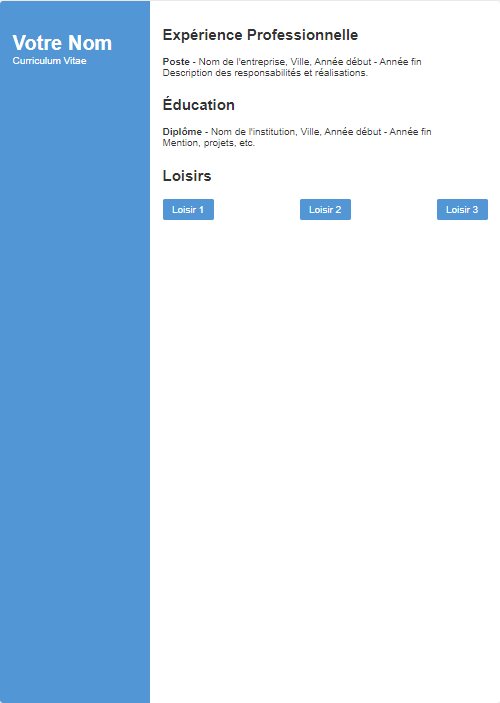 Votre Nom
Curriculum Vitae
Expérience Professionnelle
Poste - Nom de l'entreprise, Ville, Année début - Année fin
Description des responsabilités et réalisations.
Éducation
Diplôme - Nom de l'institution, Ville, Année début - Année fin
Mention, projets, etc.
Loisirs
Loisir 1
Loisir 2
Loisir 3